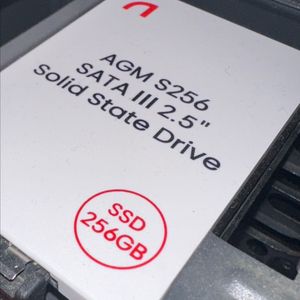 AGM S256
SATA III 2.5"
Solid State Drive
SSD
256GB